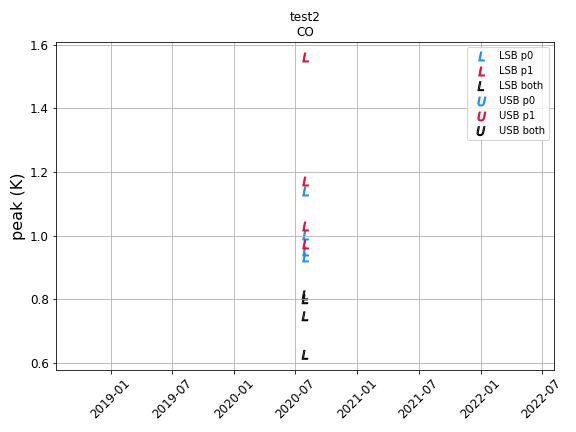 test2
CO
peak (K)
1.6
1.4
1.2
1.0
0.8
0.6
L LSB p0
L LSB p1
L LSB both
U USB p0
U USB p1
U USB both
L
L
L
L
L
L
L
L
L
L
L
L
2019-01
2019-07
2020-01
2020-07
2021-01
2021-07
2022-01
2022-07